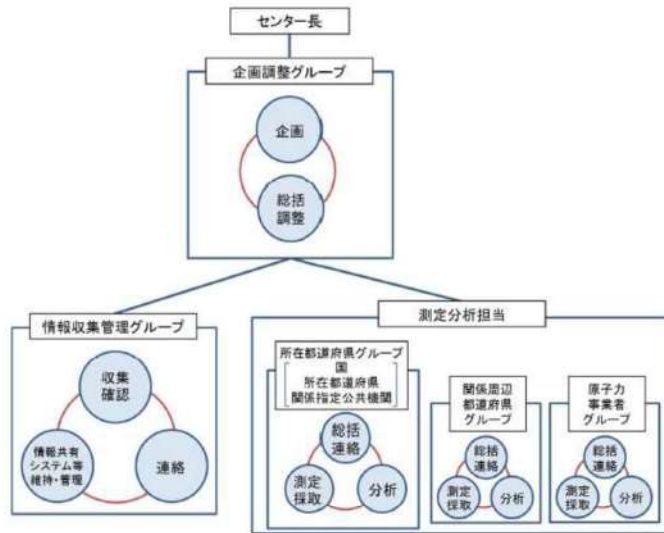 センター長
企画調整グループ
企画
総括
調整
情報収集管理グループ
収集
確認
情報共有
システム等
維持・管理
連絡
測定分析担当
所在都道府県グループ
国
所在都道府県
関係指定公共機関
総括
連絡
測定
採取
分析
関係周辺
都道府県
グループ
総括
連絡
測定
採取
分析
原子力
事業者
グループ
総括
連絡
測定
採取
分析